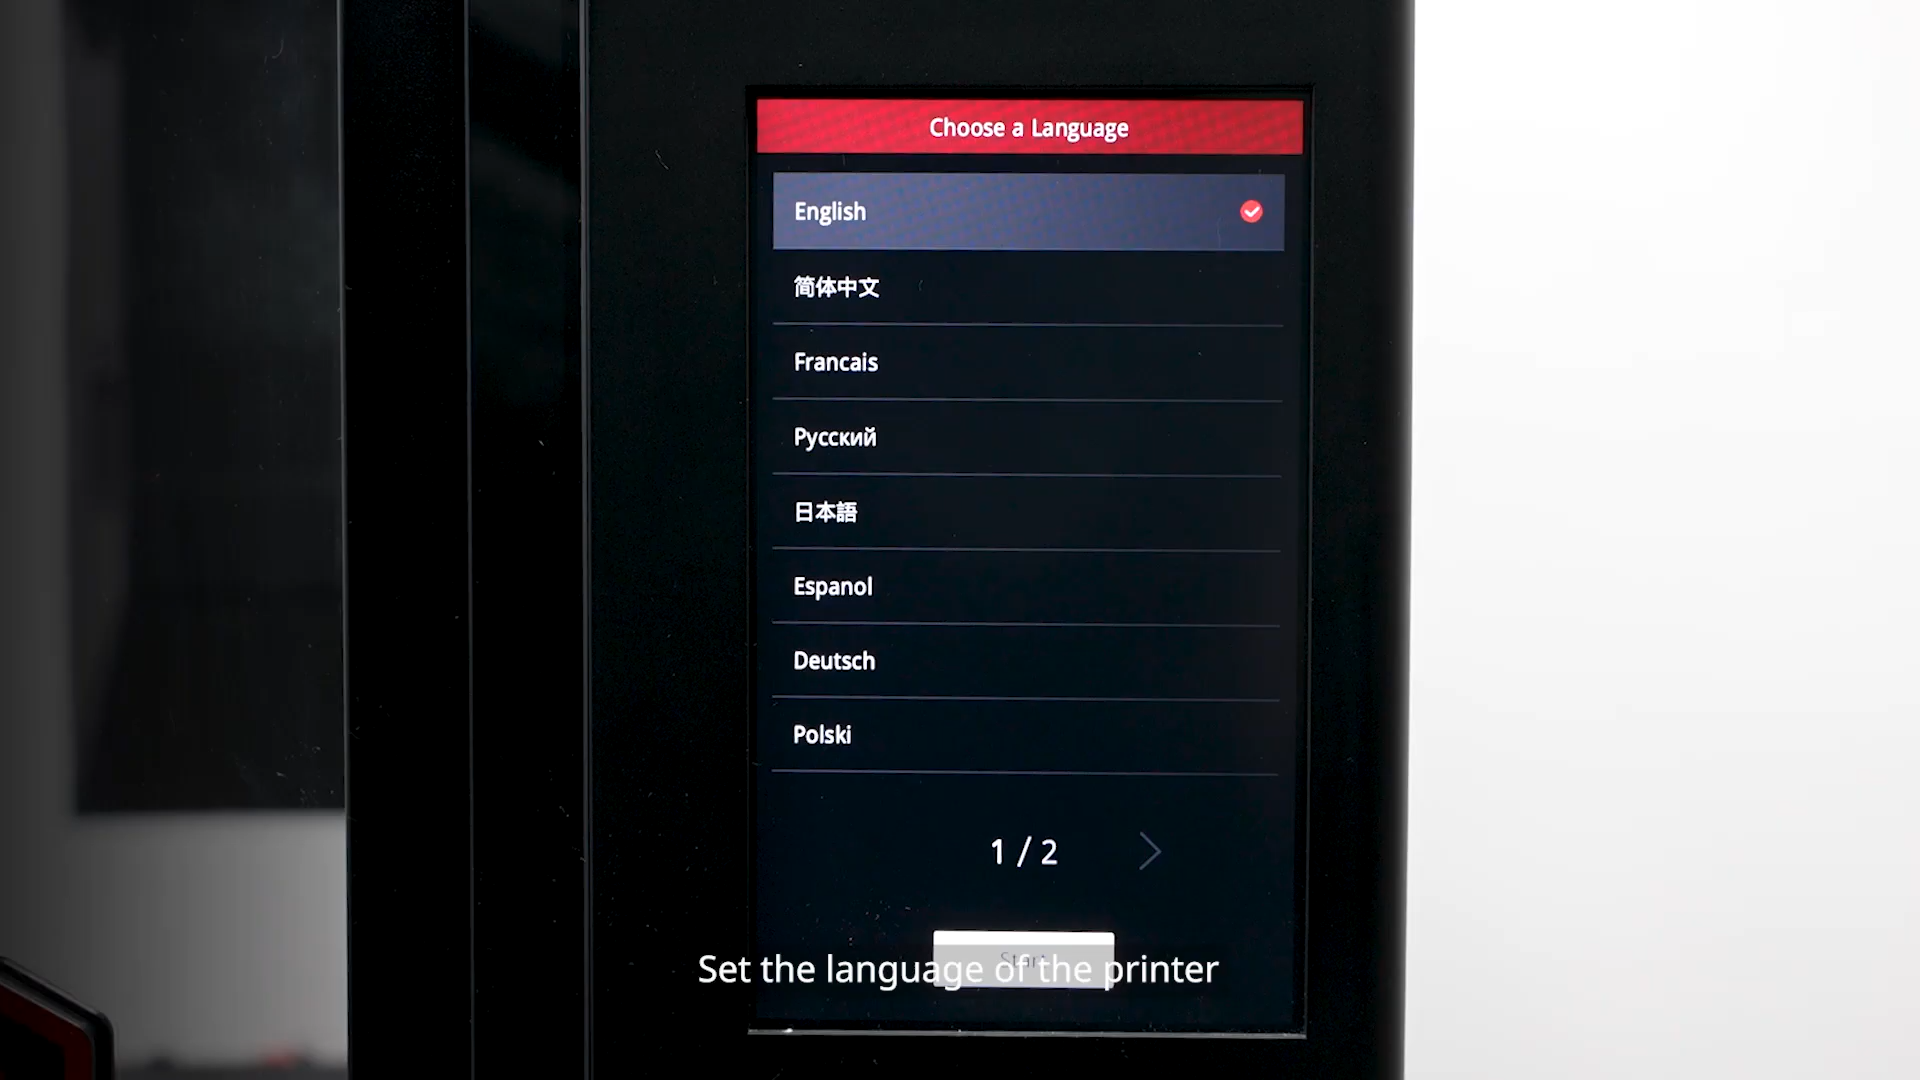 Choose a Language
English
简体中文
Francais
Русский
日本語
Espanol
Deutsch
Polski
1 / 2
Start
Set the language of the printer